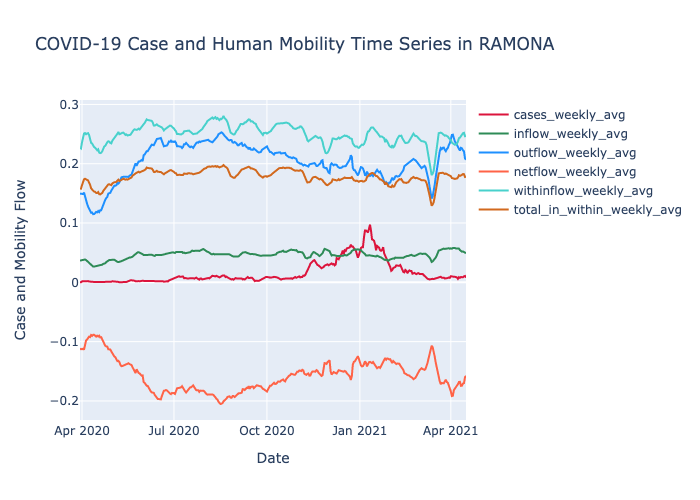 COVID-19 Case and Human Mobility Time Series in RAMONA
0.3
0.2
0.1
0
−0.1
−0.2
Case and Mobility Flow
Apr 2020
Jul 2020
Oct 2020
Jan 2021
Apr 2021
Date
cases_weekly_avg
inflow_weekly_avg
outflow_weekly_avg
netflow_weekly_avg
withinflow_weekly_avg
total_in_within_weekly_avg